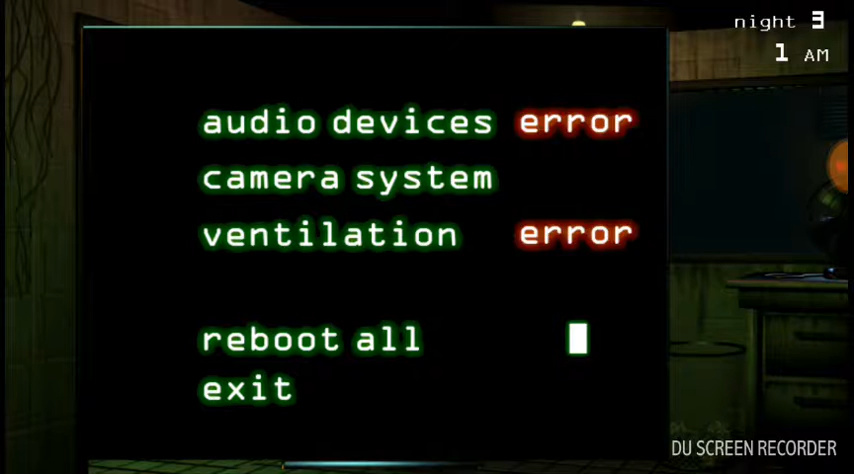 night 3
1 AM
audio devices error
camera system
ventilation error
reboot all
exit
DU SCREEN RECORDER